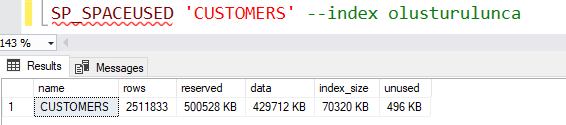 SP_SPACEUSED 'CUSTOMERS' --index olusturulunca
143 %
Results Messages
name rows reserved data index_size unused
1 CUSTOMERS 2511833 500528 KB 429712 KB 70320 KB 496 KB